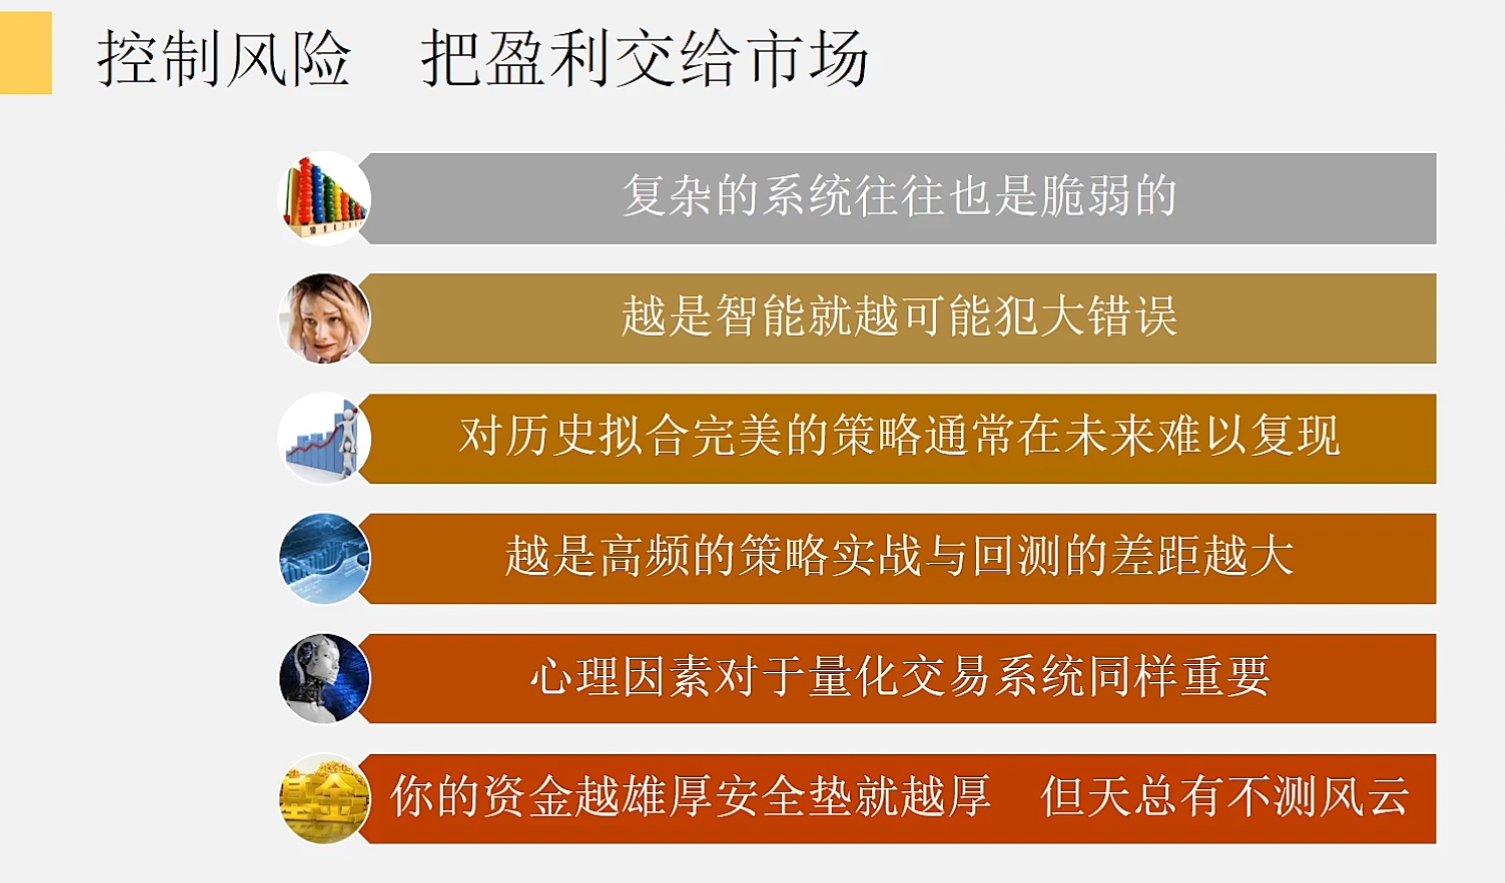 控制风险　把盈利交给市场
复杂的系统往往也是脆弱的
越是智能就越可能犯大错误
对历史拟合完美的策略通常在未来难以复现
越是高频的策略实战与回测的差距越大
心理因素对于量化交易系统同样重要
基金
你的资金越雄厚安全垫就越厚　但天总有不测风云